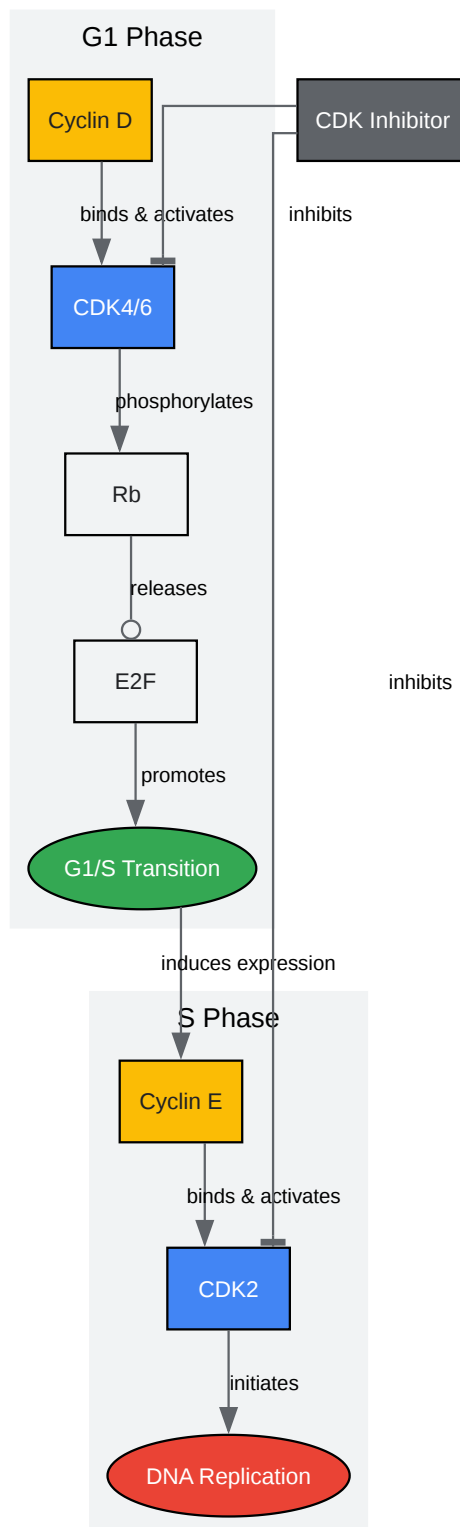 G1 Phase
Cyclin D
CDK Inhibitor
binds & activates
inhibits
CDK4/6
phosphorylates
Rb
releases
E2F
inhibits
promotes
G1/S Transition
induces expression
S Phase
Cyclin E
binds & activates
CDK2
initiates
DNA Replication